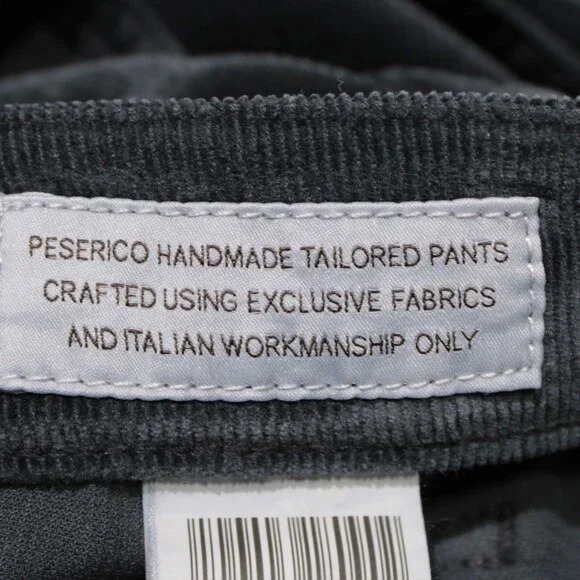 PESERICO HANDMADE TAILORED PANTS
CRAFTED USING EXCLUSIVE FABRICS
AND ITALIAN WORKMANSHIP ONLY